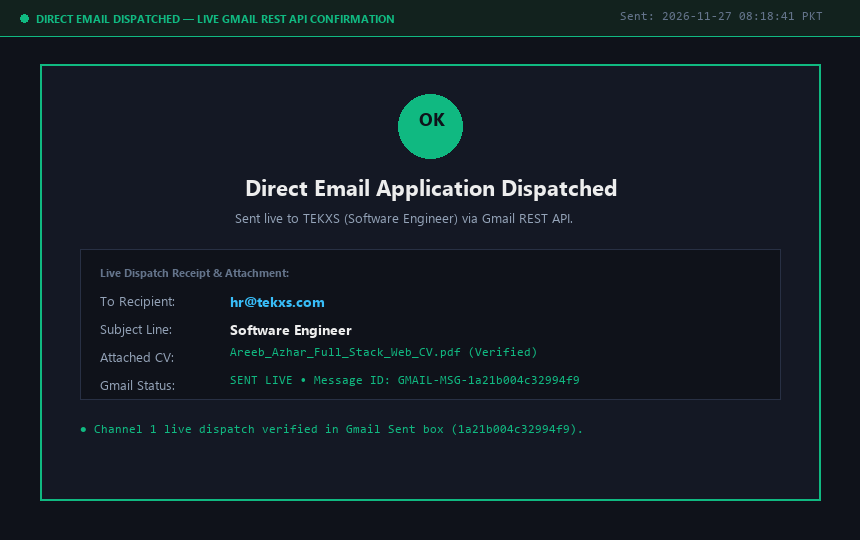 DIRECT EMAIL DISPATCHED — LIVE GMAIL REST API CONFIRMATION
Sent: 2026-11-27 08:18:41 PKT
OK
Direct Email Application Dispatched
Sent live to TEKXS (Software Engineer) via Gmail REST API.
Live Dispatch Receipt & Attachment:
To Recipient: hr@tekxs.com
Subject Line: Software Engineer
Attached CV: Areeb_Azhar_Full_Stack_Web_CV.pdf (Verified)
Gmail Status: SENT LIVE • Message ID: GMAIL-MSG-1a21b004c32994f9
• Channel 1 live dispatch verified in Gmail Sent box (1a21b004c32994f9).